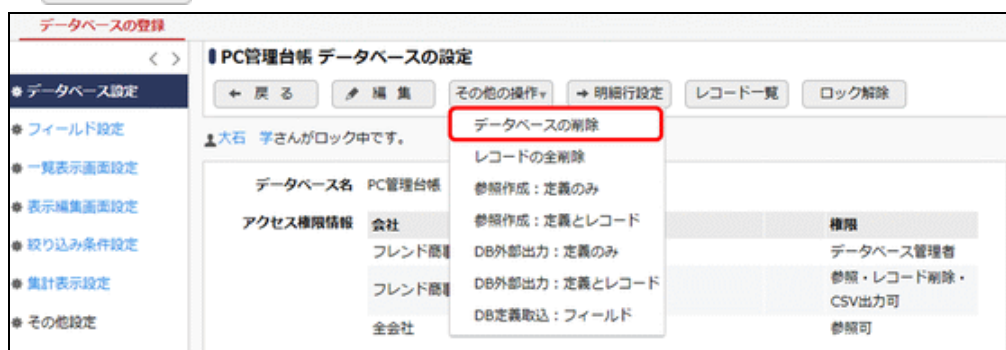 データベースの登録
< >
データベース設定
フィールド設定
一覧表示画面設定
表示編集画面設定
絞り込み条件設定
集計表示設定
その他設定
PC管理台帳 データベースの設定
← 戻 る 編 集 その他の操作▼ → 明細行設定 レコード一覧 ロック解除
大石 学さんがロック中です。
データベースの削除
レコードの全削除
参照作成：定義のみ
参照作成：定義とレコード
DB外部出力：定義のみ
DB外部出力：定義とレコード
DB定義取込：フィールド
データベース名 PC管理台帳
アクセス権限情報 会社 権限
フレンド商 データベース管理者
フレンド商 参照・レコード削除・
CSV出力可
全会社 参照可